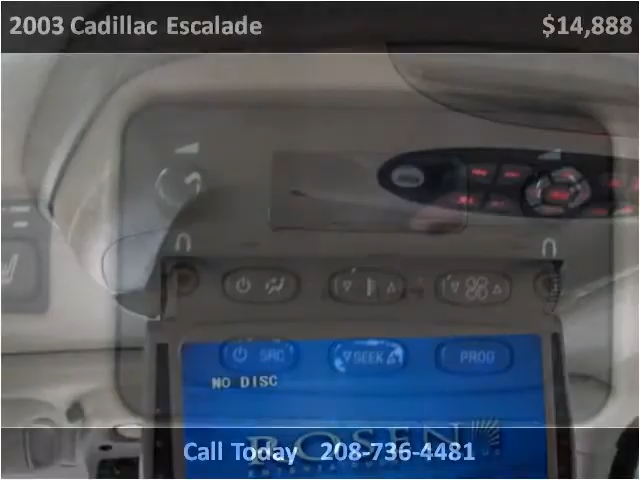 2003 Cadillac Escalade $14,888
SRC SEEK PROG
NO DISC
ROSEN
Call Today 208-736-4481